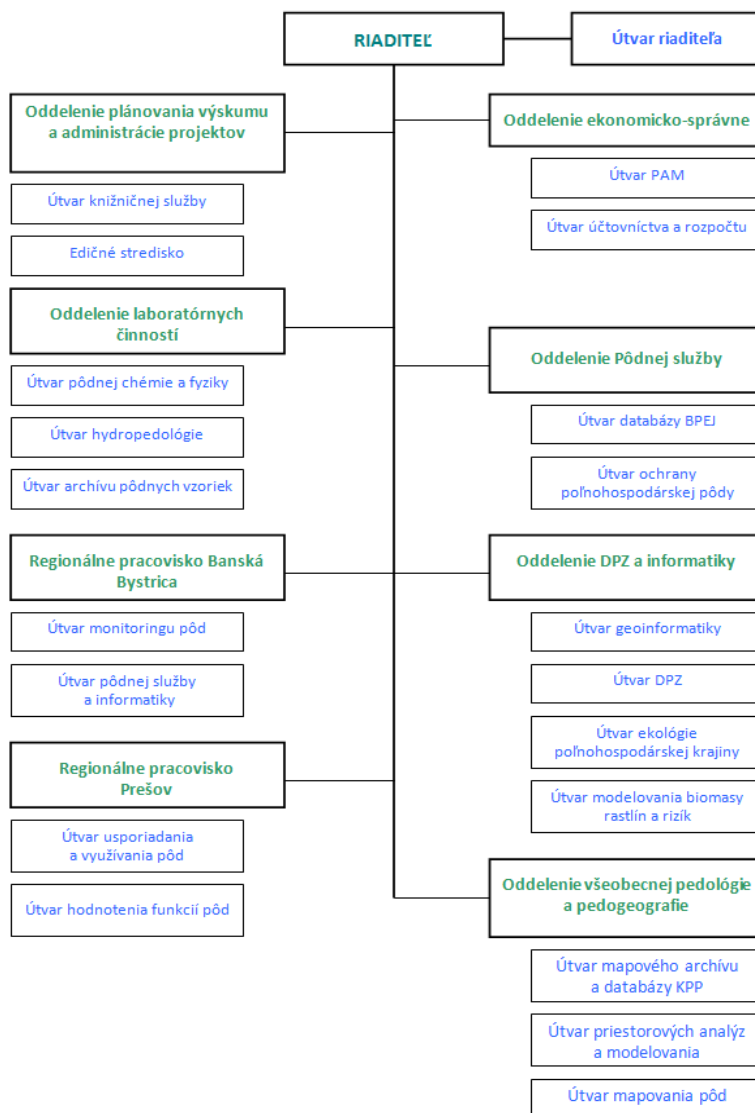 RIADITEĽ
Útvar riaditeľa
Oddelenie plánovania výskumu
a administrácie projektov
Útvar knižničnej služby
Edičné stredisko
Oddelenie laboratórnych
činností
Útvar pôdnej chémie a fyziky
Útvar hydropedológie
Útvar archívu pôdnych vzoriek
Regionálne pracovisko Banská
Bystrica
Útvar monitoringu pôd
Útvar pôdnej služby
a informatiky
Regionálne pracovisko
Prešov
Útvar usporiadania
a využívania pôd
Útvar hodnotenia funkcií pôd
Oddelenie ekonomicko-správne
Útvar PAM
Útvar účtovníctva a rozpočtu
Oddelenie Pôdnej služby
Útvar databázy BPEJ
Útvar ochrany
poľnohospodárskej pôdy
Oddelenie DPZ a informatiky
Útvar geoinformatiky
Útvar DPZ
Útvar ekológie
poľnohospodárskej krajiny
Útvar modelovania biomasy
rastlín a rizík
Oddelenie všeobecnej pedológie
a pedogeografie
Útvar mapového archívu
a databázy KPP
Útvar priestorových analýz
a modelovania
Útvar mapovania pôd